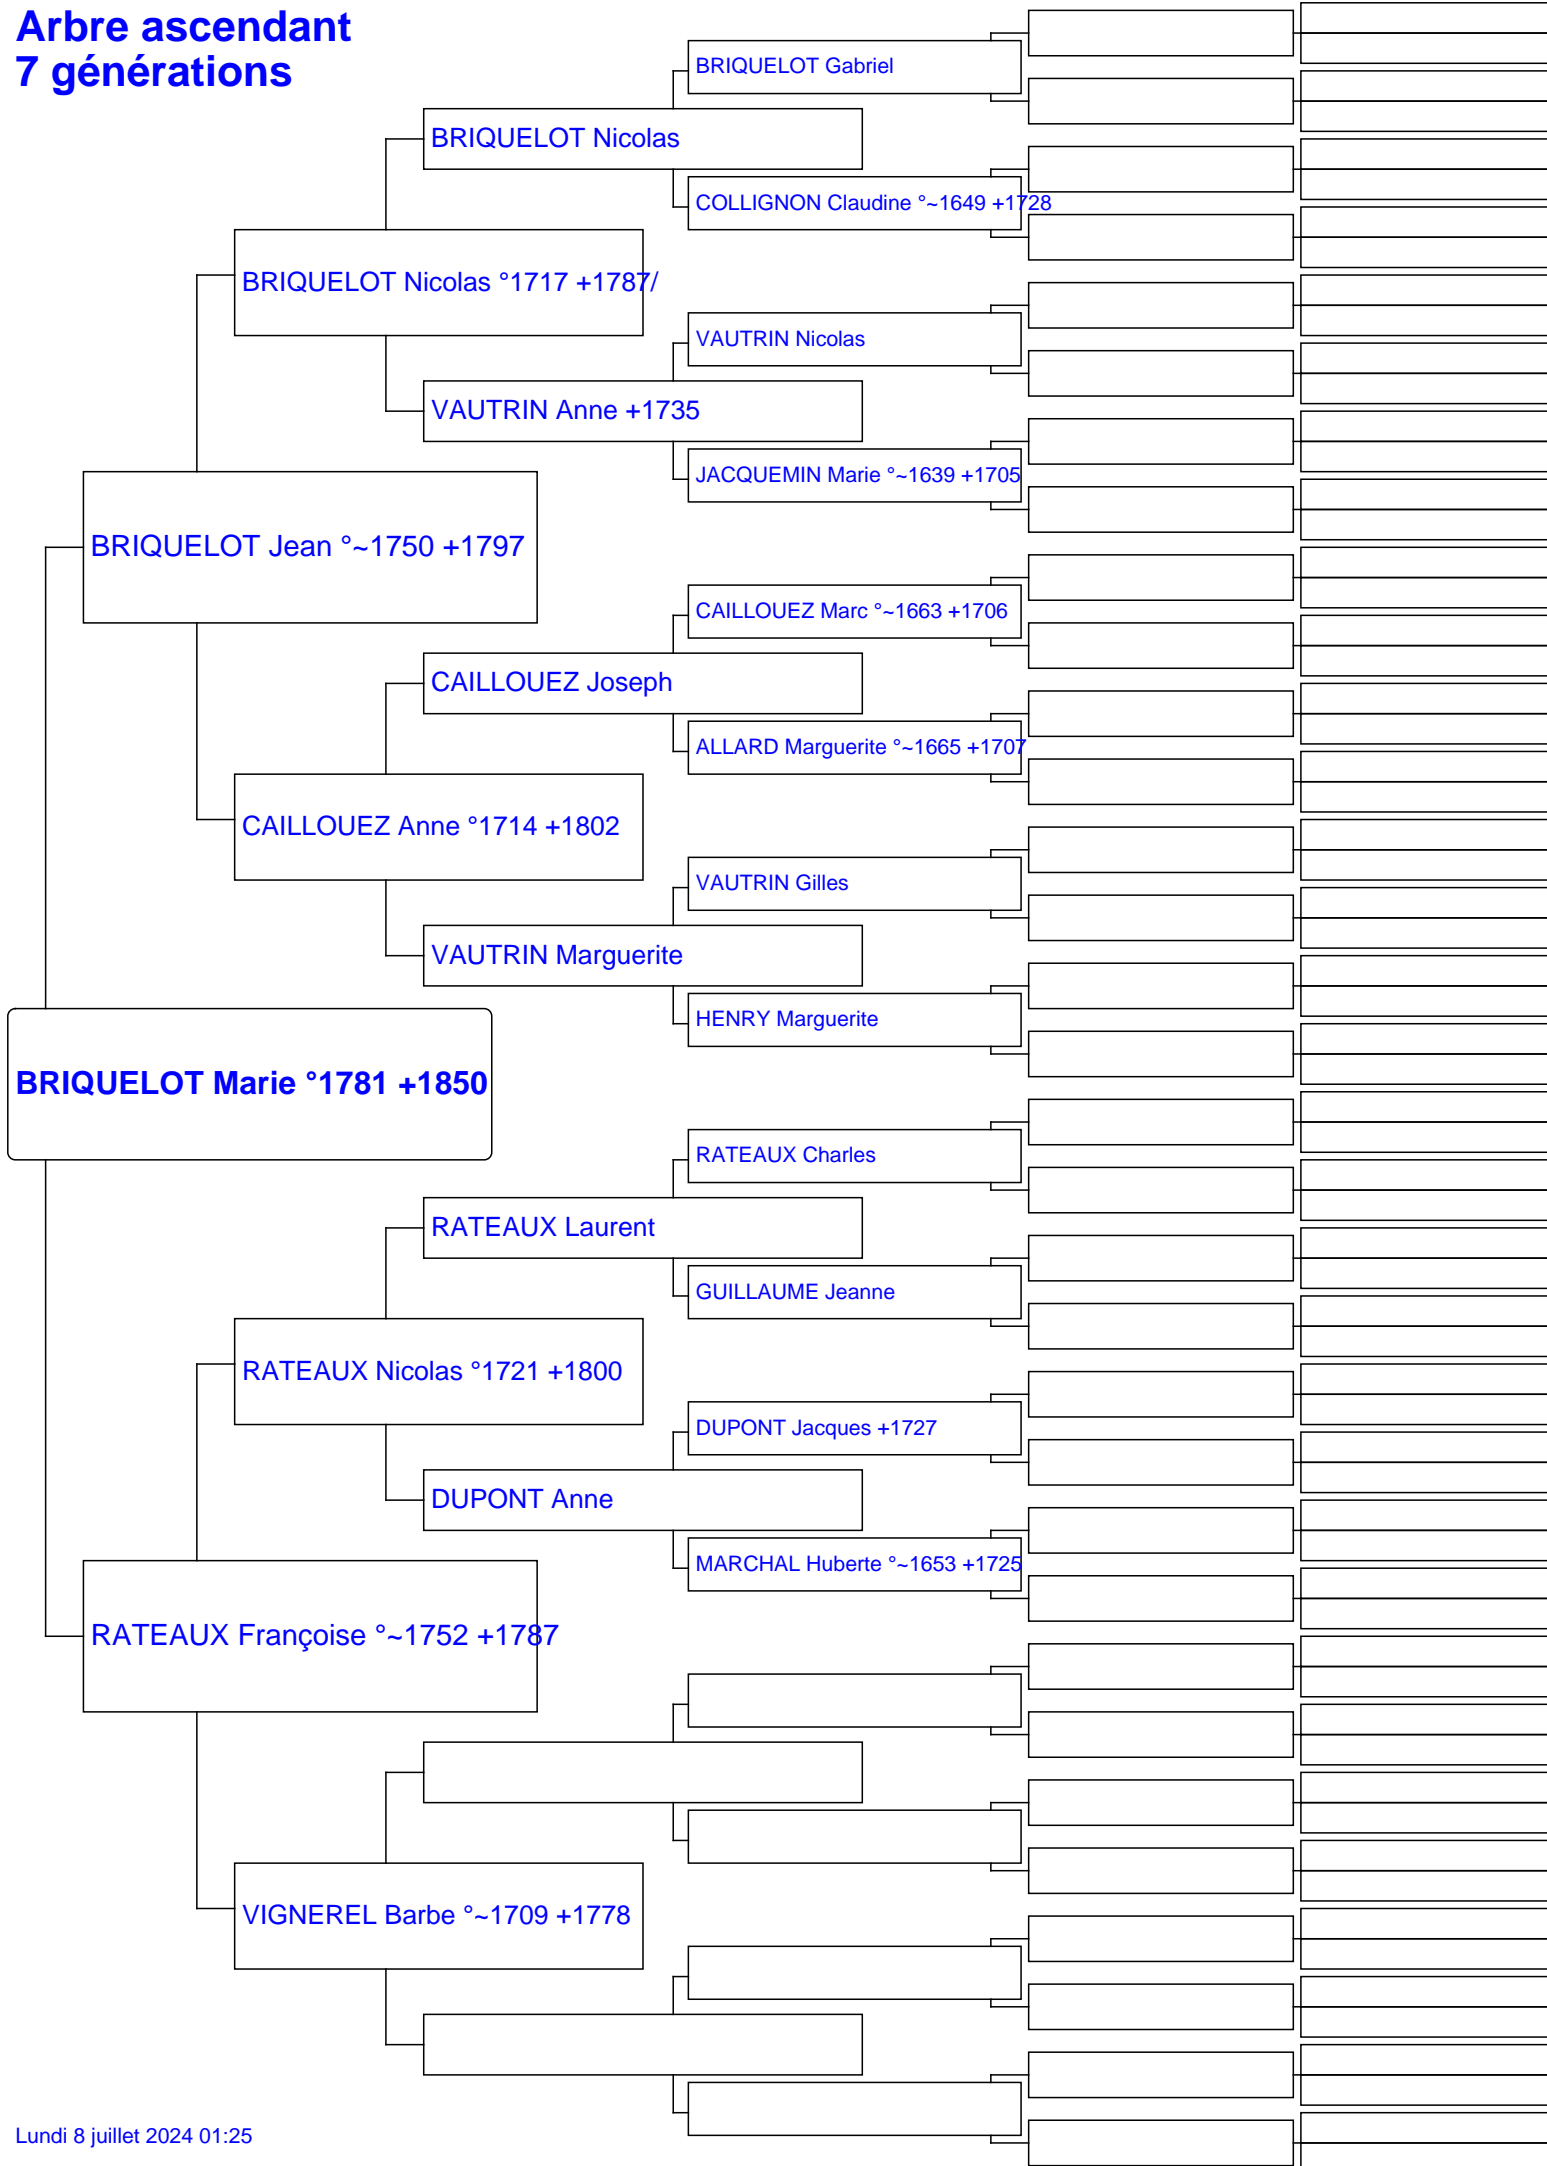 Arbre ascendant
7 générations
BRIQUELOT Gabriel
BRIQUELOT Nicolas
COLLIGNON Claudine °~1649 +1728
BRIQUELOT Nicolas °1717 +1787/
VAUTRIN Nicolas
VAUTRIN Anne +1735
JACQUEMIN Marie °~1639 +1705
BRIQUELOT Jean °~1750 +1797
CAILLOUEZ Marc °~1663 +1706
CAILLOUEZ Joseph
ALLARD Marguerite °~1665 +1707
CAILLOUEZ Anne °1714 +1802
VAUTRIN Gilles
VAUTRIN Marguerite
HENRY Marguerite
BRIQUELOT Marie °1781 +1850
RATEAUX Charles
RATEAUX Laurent
GUILLAUME Jeanne
RATEAUX Nicolas °1721 +1800
DUPONT Jacques +1727
DUPONT Anne
MARCHAL Huberte °~1653 +1725
RATEAUX Françoise °~1752 +1787
VIGNEREL Barbe °~1709 +1778
Lundi 8 juillet 2024 01:25